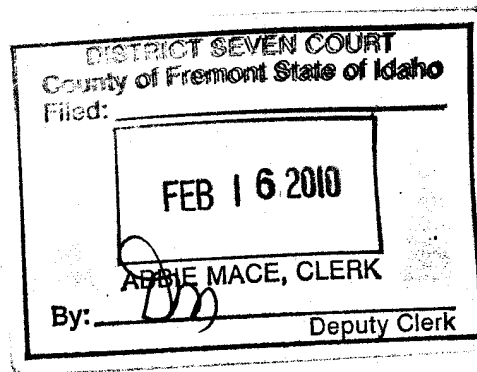 DISTRICT SEVEN COURT
County of Fremont State of Idaho
Filed:
FEB 16 2010
ABBIE MACE, CLERK
By:
Deputy Clerk